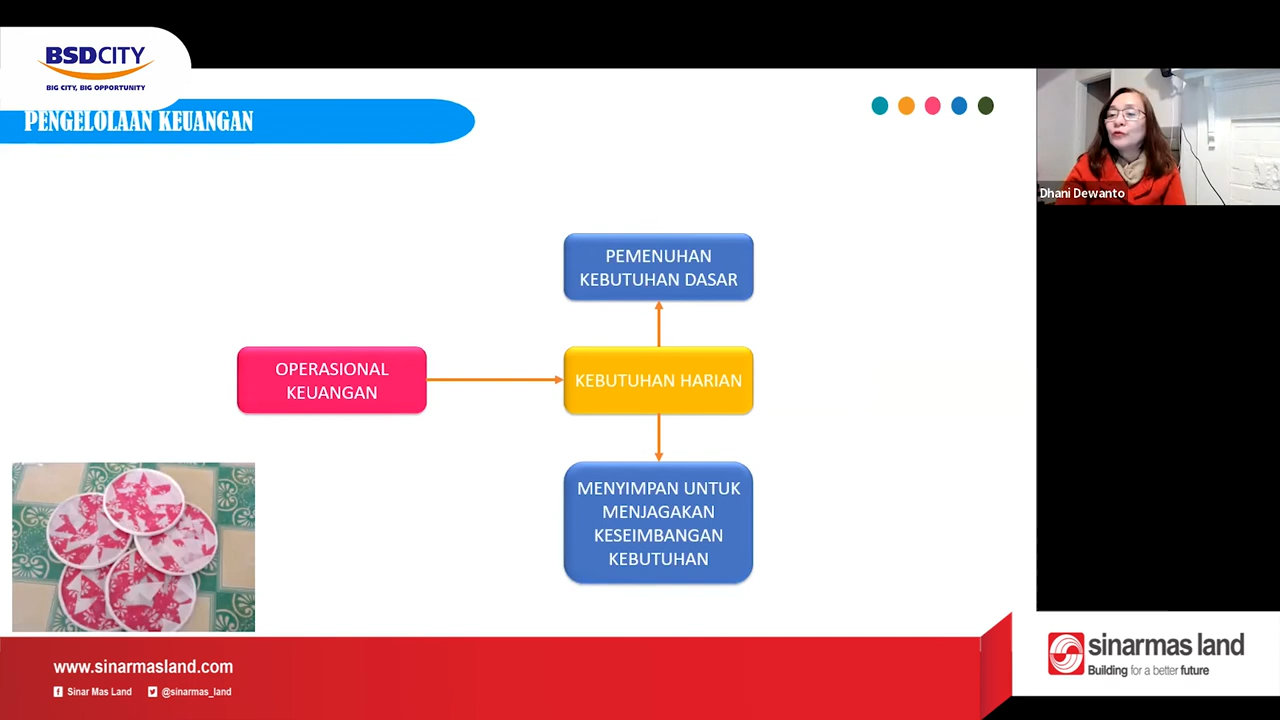 BSDCITY
BIG CITY, BIG OPPORTUNITY
PENGELOLAAN KEUANGAN
Dhani Dewanto
PEMENUHAN
KEBUTUHAN DASAR
OPERASIONAL
KEUANGAN
KEBUTUHAN HARIAN
MENYIMPAN UNTUK
MENJAGAKAN
KESEIMBANGAN
KEBUTUHAN
www.sinarmasland.com
Sinar Mas Land
@sinarmas_land
sinarmas land
Building for a better future